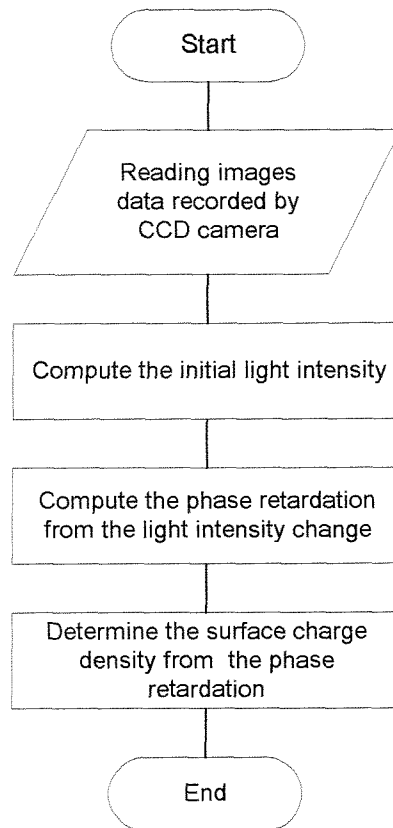 Start
Reading images
data recorded by
CCD camera
Compute the initial light intensity
Compute the phase retardation
from the light intensity change
Determine the surface charge
density from the phase
retardation
End